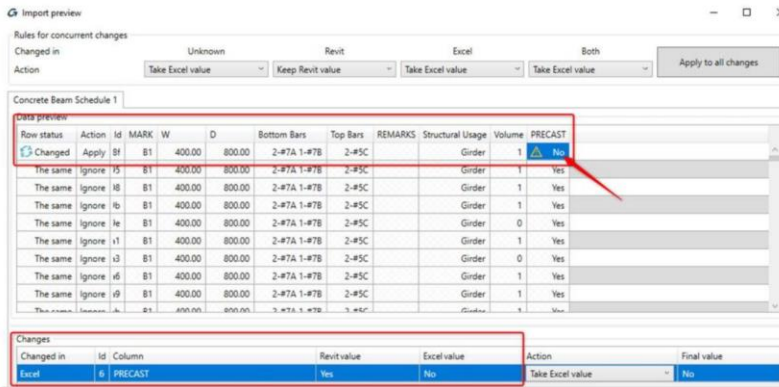 Import preview
Rules for concurrent changes
Changed in Unknown Revit Excel Both
Action Take Excel value Keep Revit value Take Excel value Take Excel value Apply to all changes
Concrete Beam Schedule 1
Data preview
Row status Action Id MARK W D Bottom Bars Top Bars REMARKS Structural Usage Volume PRECAST
Changed Apply B1 400.00 800.00 2-#7A 1-#7B 2-#5C Girder 1 No
The same Ignore B1 400.00 800.00 2-#7A 1-#7B 2-#5C Girder 1 Yes
The same Ignore B1 400.00 800.00 2-#7A 1-#7B 2-#5C Girder 1 Yes
The same Ignore B1 400.00 800.00 2-#7A 1-#7B 2-#5C Girder 1 Yes
The same Ignore B1 400.00 800.00 2-#7A 1-#7B 2-#5C Girder 0 Yes
The same Ignore B1 400.00 800.00 2-#7A 1-#7B 2-#5C Girder 1 Yes
The same Ignore B1 400.00 800.00 2-#7A 1-#7B 2-#5C Girder 0 Yes
The same Ignore B1 400.00 800.00 2-#7A 1-#7B 2-#5C Girder 1 Yes
The same Ignore B1 400.00 800.00 2-#7A 1-#7B 2-#5C Girder 1 Yes
Changes
Changed in Id Column Revit value Excel value Action Final value
Excel 6 PRECAST Yes No Take Excel value No